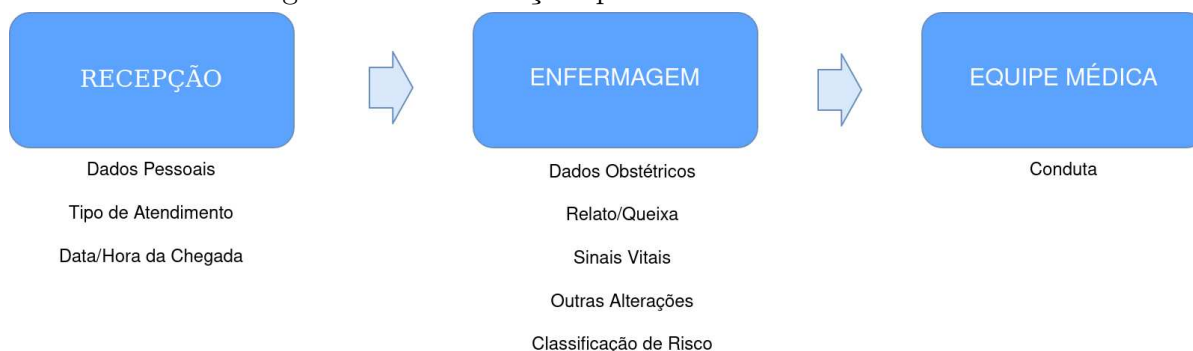 RECEPÇÃO
Dados Pessoais
Tipo de Atendimento
Data/Hora da Chegada
ENFERMAGEM
Dados Obstétricos
Relato/Queixa
Sinais Vitais
Outras Alterações
Classificação de Risco
EQUIPE MÉDICA
Conduta